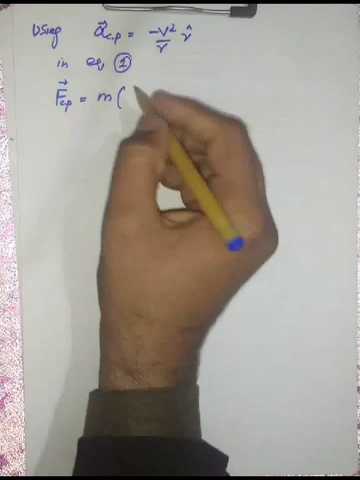 Using a⃗cp = -v²/r r̂
in eq ①
F⃗cp = m (